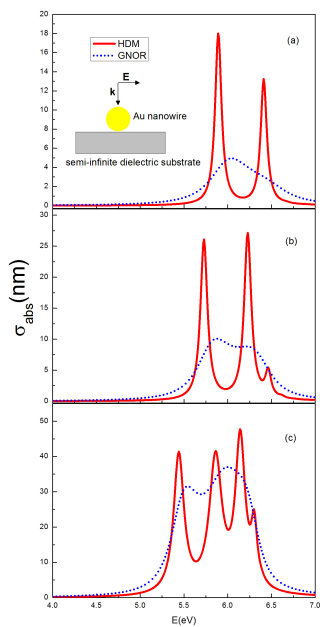 HDM
GNOR
(a)
E
k
Au nanowire
semi-infinite dielectric substrate
18
16
14
12
10
8
6
4
2
0
(b)
30
25
20
15
10
5
0
σabs(nm)
(c)
50
40
30
20
10
0
4.0 4.5 5.0 5.5 6.0 6.5 7.0
E(eV)